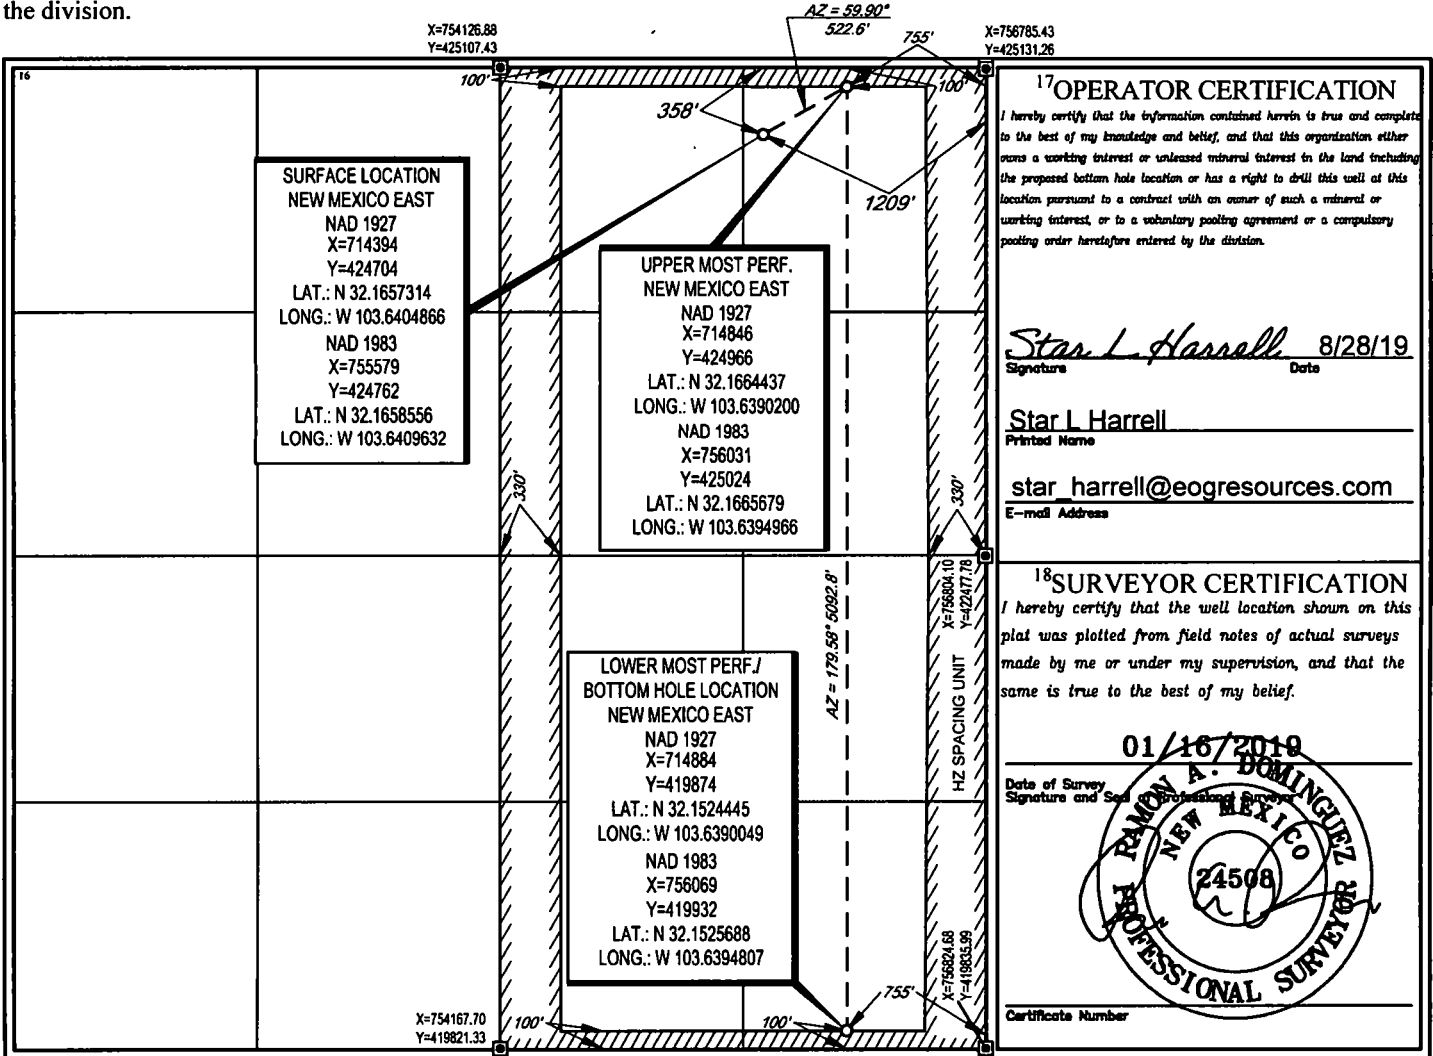 the division.
X=754126.88
Y=425107.43
AZ = 59.90°
522.6'
755'
X=756785.43
Y=425131.26
16
100'
100'
358'
1209'
SURFACE LOCATION
NEW MEXICO EAST
NAD 1927
X=714394
Y=424704
LAT.: N 32.1657314
LONG.: W 103.6404866
NAD 1983
X=755579
Y=424762
LAT.: N 32.1658556
LONG.: W 103.6409632
UPPER MOST PERF.
NEW MEXICO EAST
NAD 1927
X=714846
Y=424966
LAT.: N 32.1664437
LONG.: W 103.6390200
NAD 1983
X=756031
Y=425024
LAT.: N 32.1665679
LONG.: W 103.6394966
330'
330'
X=756804.10
Y=422477.78
AZ = 179.58° 5092.8'
HZ SPACING UNIT
LOWER MOST PERF./
BOTTOM HOLE LOCATION
NEW MEXICO EAST
NAD 1927
X=714884
Y=419874
LAT.: N 32.1524445
LONG.: W 103.6390049
NAD 1983
X=756069
Y=419932
LAT.: N 32.1525688
LONG.: W 103.6394807
X=756824.68
Y=419835.99
755'
X=754167.70
Y=419821.33
100'
100'
17 OPERATOR CERTIFICATION
I hereby certify that the information contained herein is true and complete
to the best of my knowledge and belief, and that this organization either
owns a working interest or unleased mineral interest in the land including
the proposed bottom hole location or has a right to drill this well at this
location pursuant to a contract with an owner of such a mineral or
working interest, or to a voluntary pooling agreement or a compulsory
pooling order heretofore entered by the division.
Star L Harrell 8/28/19
Signature Date
Star L Harrell
Printed Name
star_harrell@eogresources.com
E-mail Address
18 SURVEYOR CERTIFICATION
I hereby certify that the well location shown on this
plat was plotted from field notes of actual surveys
made by me or under my supervision, and that the
same is true to the best of my belief.
01/16/2019
Date of Survey
Signature and Seal of Professional Surveyor
RAMON A. DOMINGUEZ
NEW MEXICO
24508
PROFESSIONAL SURVEYOR
Certificate Number